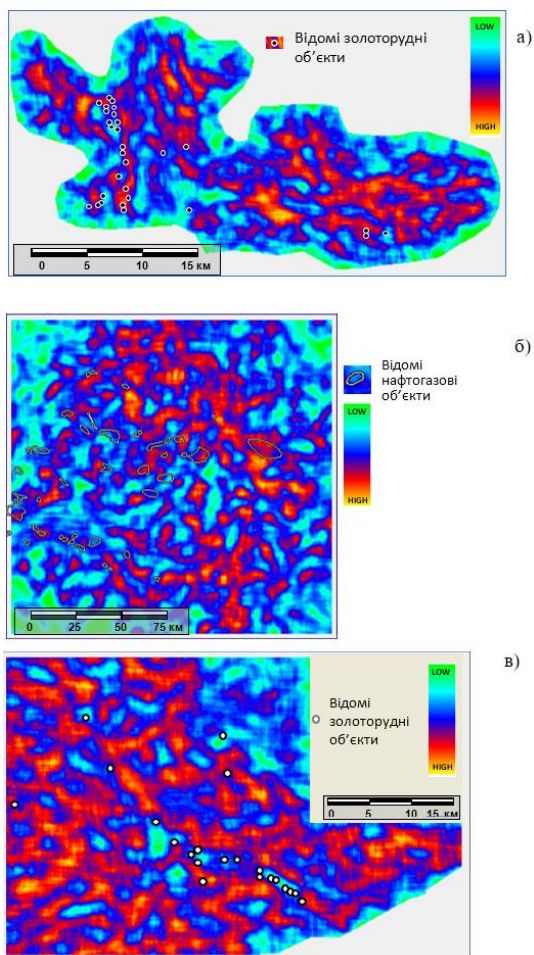 LOW
HIGH
Відомі золоторудні
об’єкти
а)
0 5 10 15 км
б)
Відомі
нафтогазові
об’єкти
LOW
HIGH
0 25 50 75 км
в)
Відомі
золоторудні
об’єкти
LOW
HIGH
0 5 10 15 км